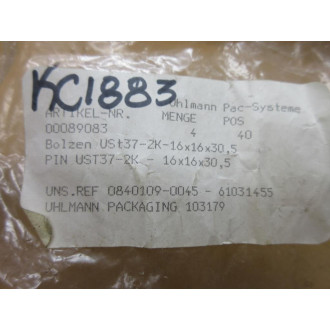 KC1883
Uhlmann Pac-Systeme
ARTIKEL-NR. MENGE POS
00089083 4 40
Bolzen USt37-2K-16x16x30,5
PIN UST37-2K - 16x16x30,5
UNS.REF 0840109-0045 - 61031455
UHLMANN PACKAGING 103179